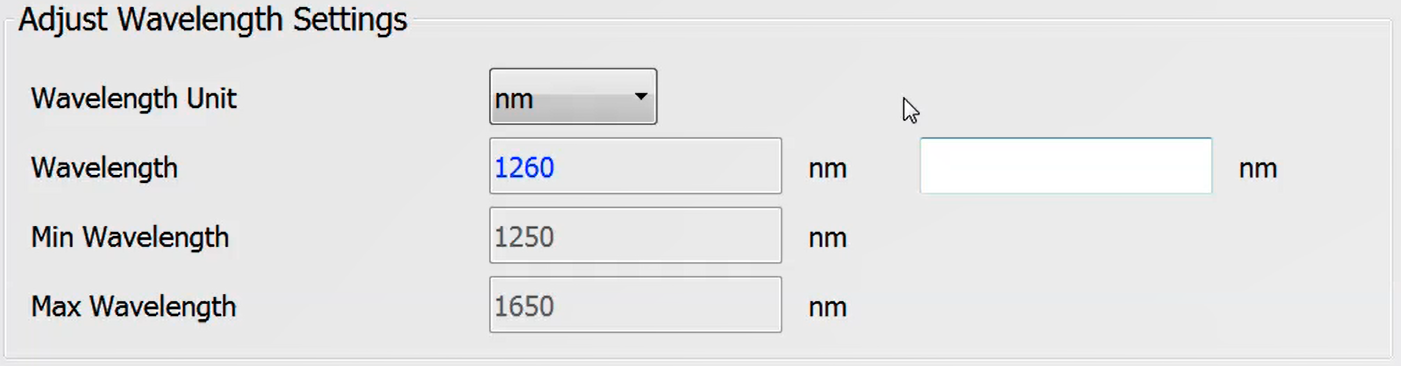 Adjust Wavelength Settings
Wavelength Unit nm
Wavelength 1260 nm nm
Min Wavelength 1250 nm
Max Wavelength 1650 nm